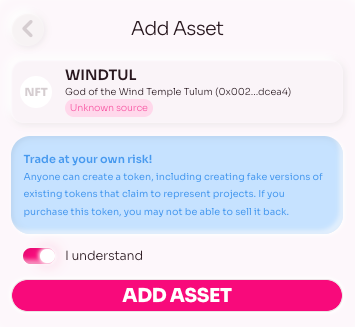 Add Asset
NFT
WINDTUL
God of the Wind Temple Tulum (0x002...dcea4)
Unknown source
Trade at your own risk!
Anyone can create a token, including creating fake versions of
existing tokens that claim to represent projects. If you
purchase this token, you may not be able to sell it back.
I understand
ADD ASSET